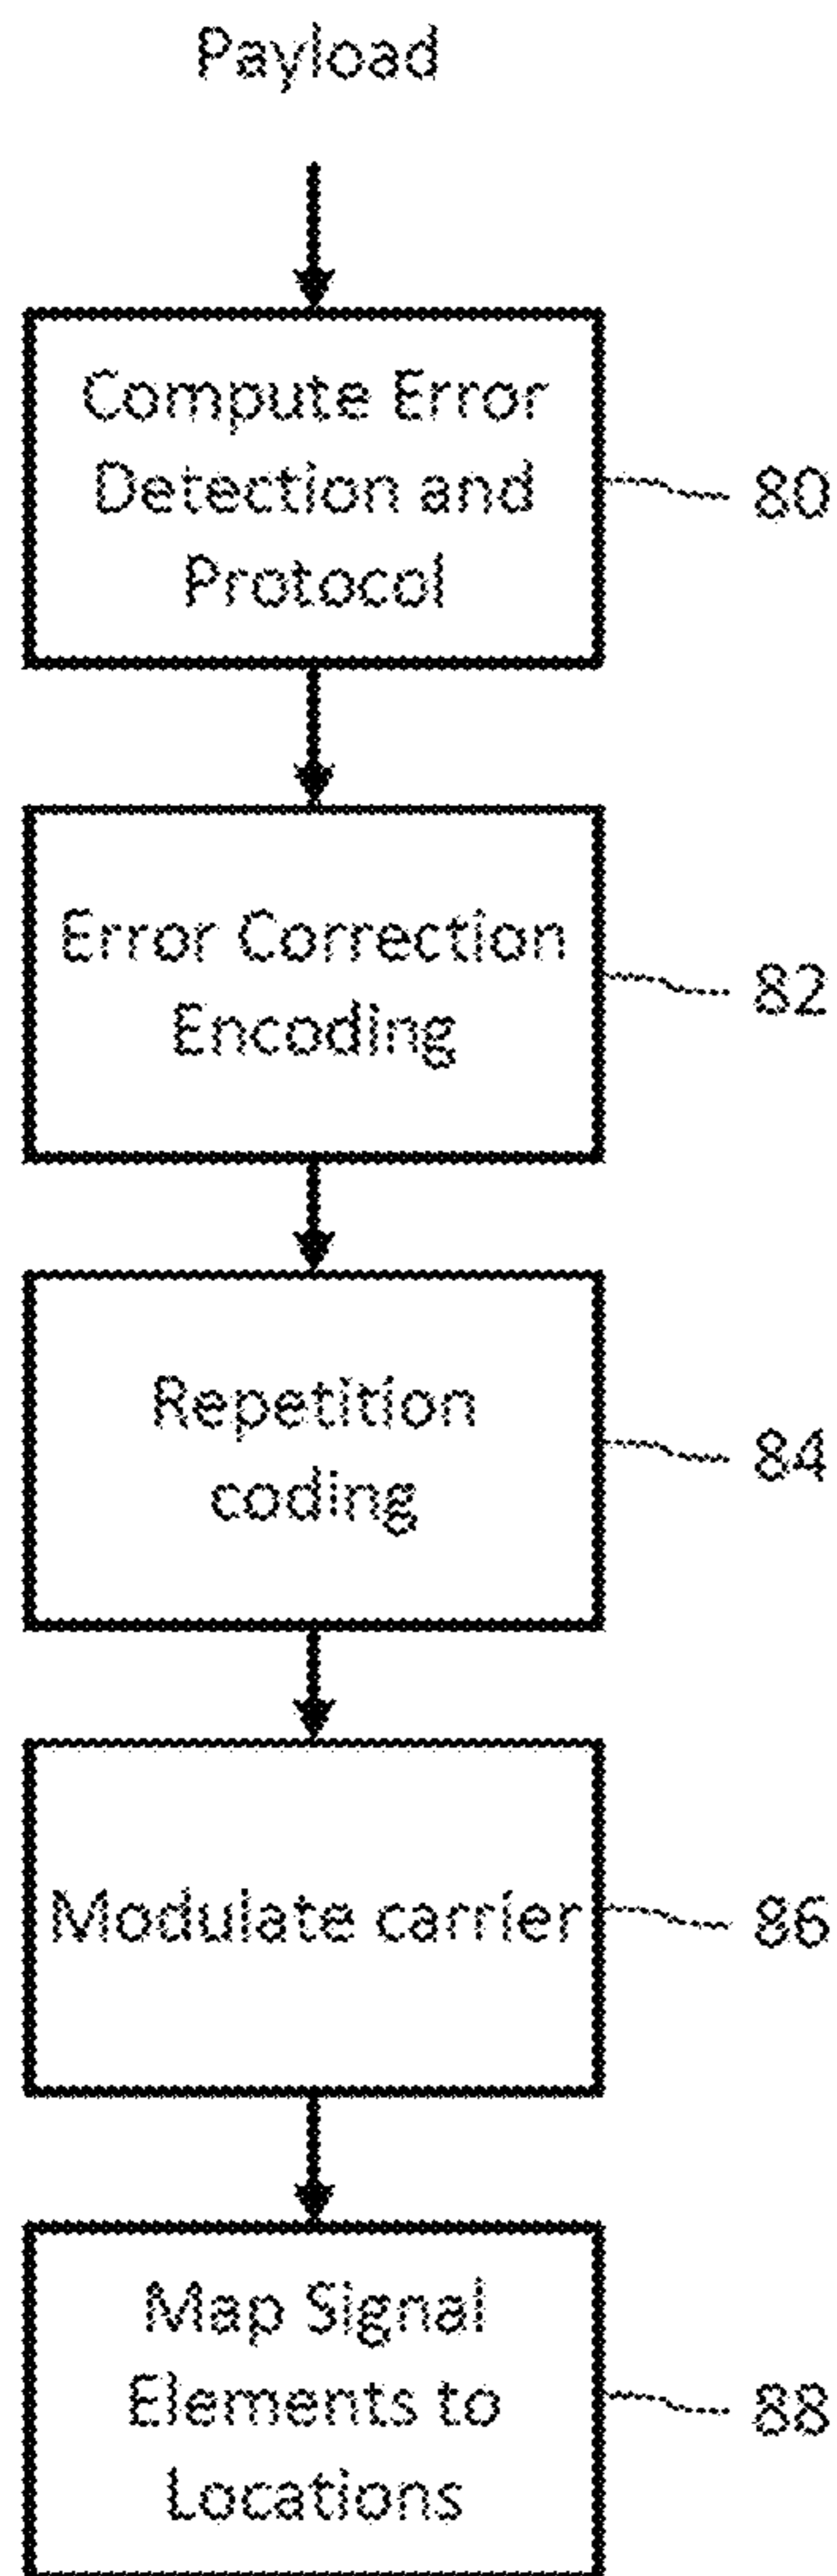 Payload
Compute Error
Detection and
Protocol
80
Error Correction
Encoding
82
Repetition
coding
84
Modulate carrier
86
Map Signal
Elements to
Locations
88